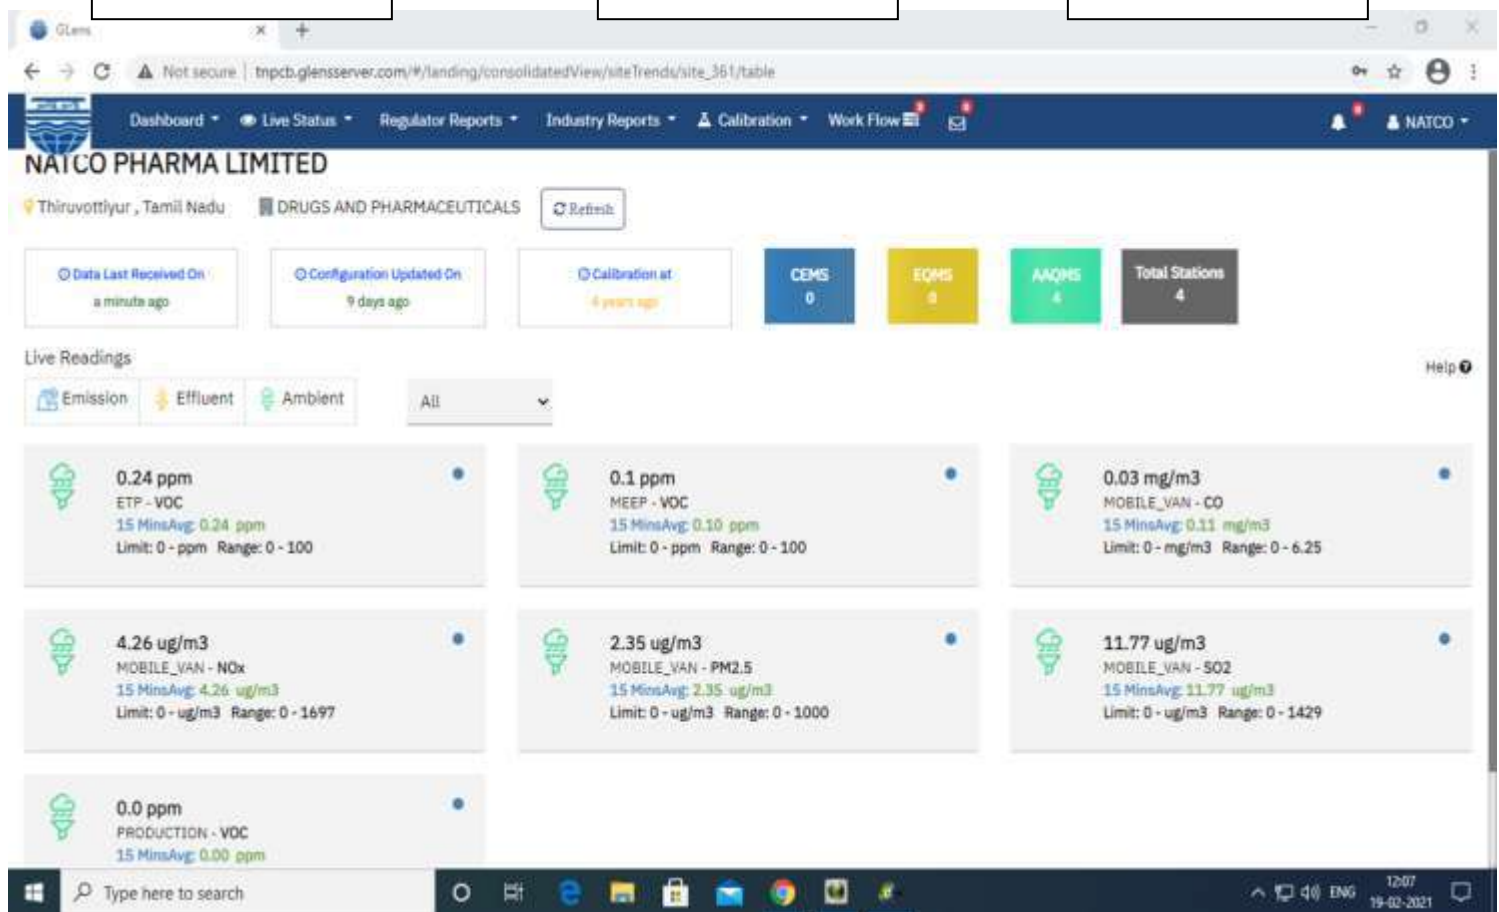 GLens × +
Not secure | tnpcb.glensserver.com/#/landing/consolidatedView/siteTrends/site_361/table
Dashboard Live Status Regulator Reports Industry Reports Calibration Work Flow NATCO
NATCO PHARMA LIMITED
Thiruvottiyur , Tamil Nadu DRUGS AND PHARMACEUTICALS Refresh
Data Last Received On Configuration Updated On Calibration at CEMS EQMS AAQMS Total Stations
a minute ago 9 days ago 4 years ago 0 0 4 4
Live Readings
Help
Emission Effluent Ambient All
0.24 ppm 0.1 ppm 0.03 mg/m3
ETP - VOC MEEP - VOC MOBILE_VAN - CO
15 MinsAvg: 0.24 ppm 15 MinsAvg: 0.10 ppm 15 MinsAvg: 0.11 mg/m3
Limit: 0 - ppm Range: 0 - 100 Limit: 0 - ppm Range: 0 - 100 Limit: 0 - mg/m3 Range: 0 - 6.25
4.26 ug/m3 2.35 ug/m3 11.77 ug/m3
MOBILE_VAN - NOx MOBILE_VAN - PM2.5 MOBILE_VAN - SO2
15 MinsAvg: 4.26 ug/m3 15 MinsAvg: 2.35 ug/m3 15 MinsAvg: 11.77 ug/m3
Limit: 0 - ug/m3 Range: 0 - 1697 Limit: 0 - ug/m3 Range: 0 - 1000 Limit: 0 - ug/m3 Range: 0 - 1429
0.0 ppm
PRODUCTION - VOC
15 MinsAvg: 0.00 ppm
Type here to search ENG 12:07
19-02-2021